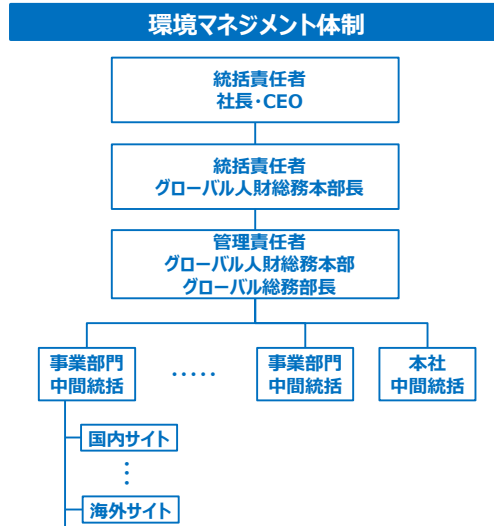 環境マネジメント体制
統括責任者
社長・CEO
統括責任者
グローバル人財総務本部長
管理責任者
グローバル人財総務本部
グローバル総務部長
事業部門
中間統括
・・・・・
事業部門
中間統括
本社
中間統括
国内サイト
海外サイト